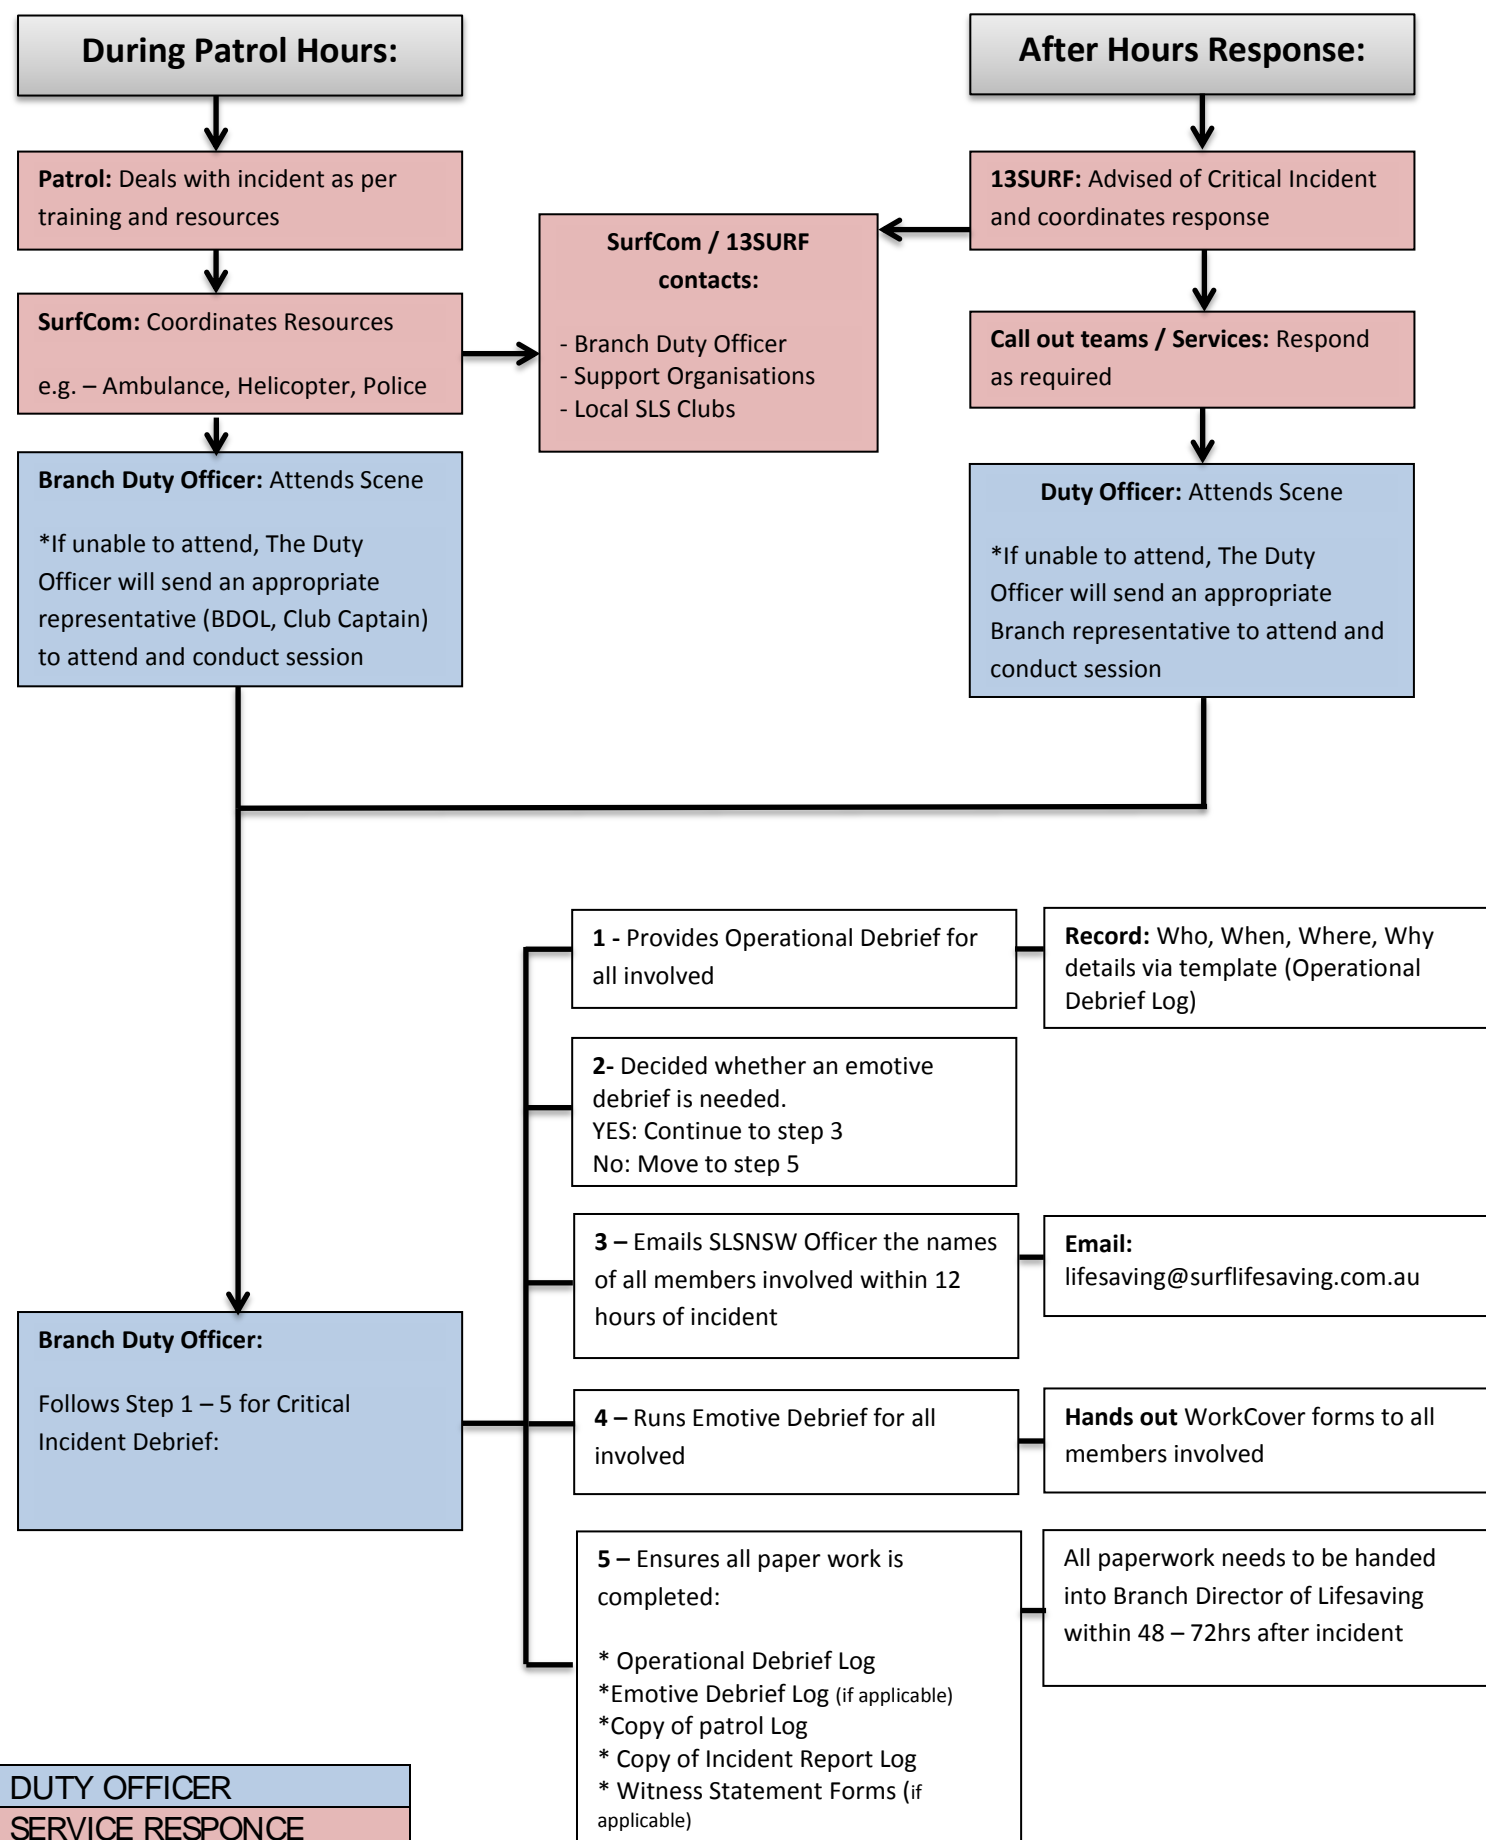 During Patrol Hours:
Patrol: Deals with incident as per
training and resources
SurfCom: Coordinates Resources
e.g. – Ambulance, Helicopter, Police
Branch Duty Officer: Attends Scene
*If unable to attend, The Duty
Officer will send an appropriate
representative (BDOL, Club Captain)
to attend and conduct session
SurfCom / 13SURF
contacts:
- Branch Duty Officer
- Support Organisations
- Local SLS Clubs
After Hours Response:
13SURF: Advised of Critical Incident
and coordinates response
Call out teams / Services: Respond
as required
Duty Officer: Attends Scene
*If unable to attend, The Duty
Officer will send an appropriate
Branch representative to attend and
conduct session
Branch Duty Officer:
Follows Step 1 – 5 for Critical
Incident Debrief:
1 - Provides Operational Debrief for
all involved
Record: Who, When, Where, Why
details via template (Operational
Debrief Log)
2- Decided whether an emotive
debrief is needed.
YES: Continue to step 3
No: Move to step 5
3 – Emails SLSNSW Officer the names
of all members involved within 12
hours of incident
Email:
lifesaving@surflifesaving.com.au
4 – Runs Emotive Debrief for all
involved
Hands out WorkCover forms to all
members involved
5 – Ensures all paper work is
completed:
* Operational Debrief Log
*Emotive Debrief Log (if applicable)
*Copy of patrol Log
* Copy of Incident Report Log
* Witness Statement Forms (if
applicable)
All paperwork needs to be handed
into Branch Director of Lifesaving
within 48 – 72hrs after incident
DUTY OFFICER
SERVICE RESPONCE